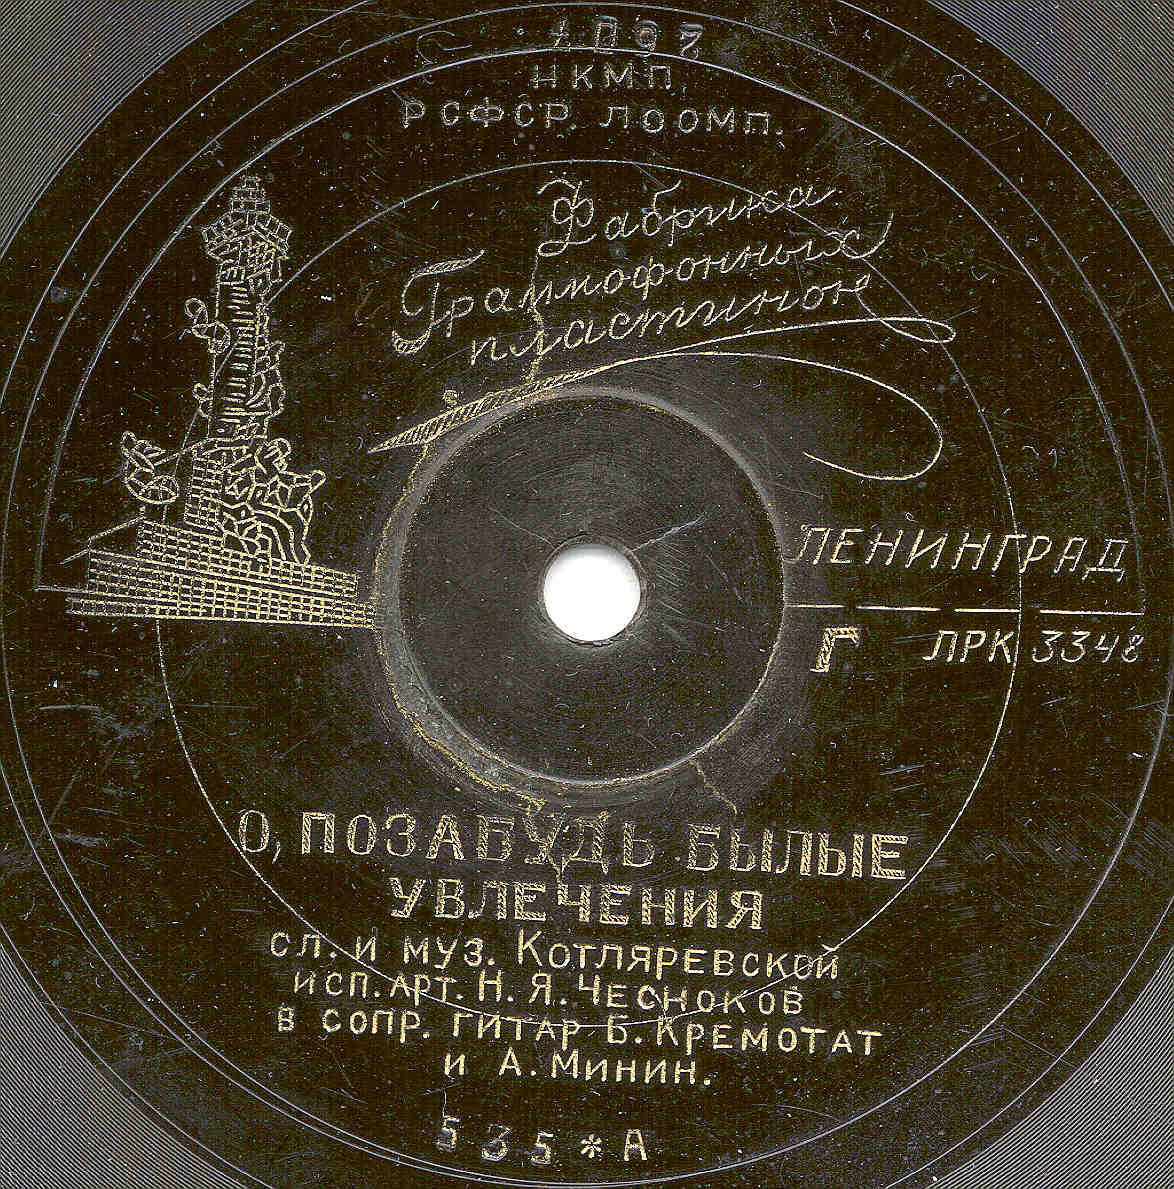 НКМП
РСФСР. ЛООМП.
Фабрика
Граммофонных
пластинок
ЛЕНИНГРАД
Г ЛРК 3348
О, ПОЗАБУДЬ БЫЛЫЕ
УВЛЕЧЕНИЯ
СЛ. И МУЗ. КОТЛЯРЕВСКОЙ
ИСП. АРТ. Н. Я. ЧЕСНОКОВ
В СОПР. ГИТАР Б. КРЕМОТАТ
И А. МИНИН.
535*А